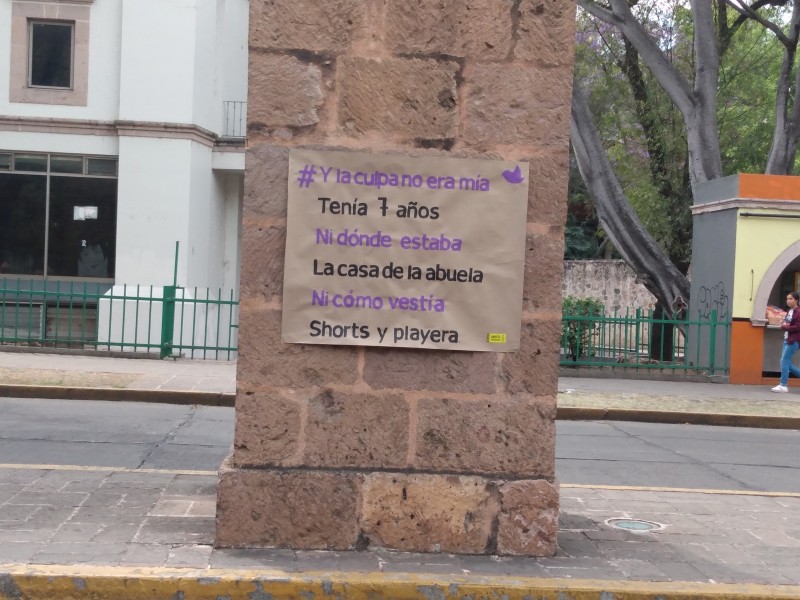 #Y la culpa no era mía
Tenía 7 años
Ni dónde estaba
La casa de la abuela
Ni cómo vestía
Shorts y playera